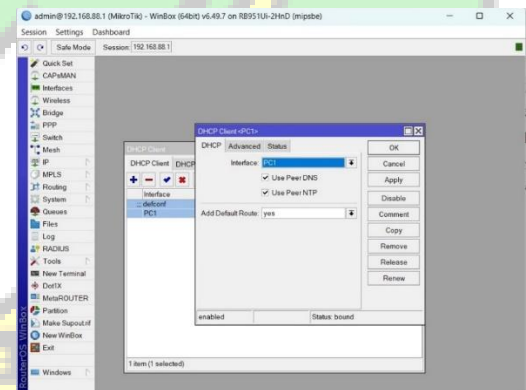 admin@192.168.88.1 (MikroTik) - WinBox (64bit) v6.49.7 on RB951Ui-2HnD (mipsbe)
Session Settings Dashboard
Safe Mode Session: 192.168.88.1
Quick Set
CAPsMAN
Interfaces
Wireless
Bridge
PPP
Switch
Mesh
IP
MPLS
Routing
System
Queues
Files
Log
RADIUS
Tools
New Terminal
Dot1X
MetaROUTER
Partition
Make Supout.rif
New WinBox
Exit
Windows
RouterOS WinBox
DHCP Client
DHCP Client DHCP
Interface
;;; defconf
PC1
1 item (1 selected)
DHCP Client <PC1>
DHCP Advanced Status
Interface: PC1
Use Peer DNS
Use Peer NTP
Add Default Route: yes
OK
Cancel
Apply
Disable
Comment
Copy
Remove
Release
Renew
enabled Status: bound